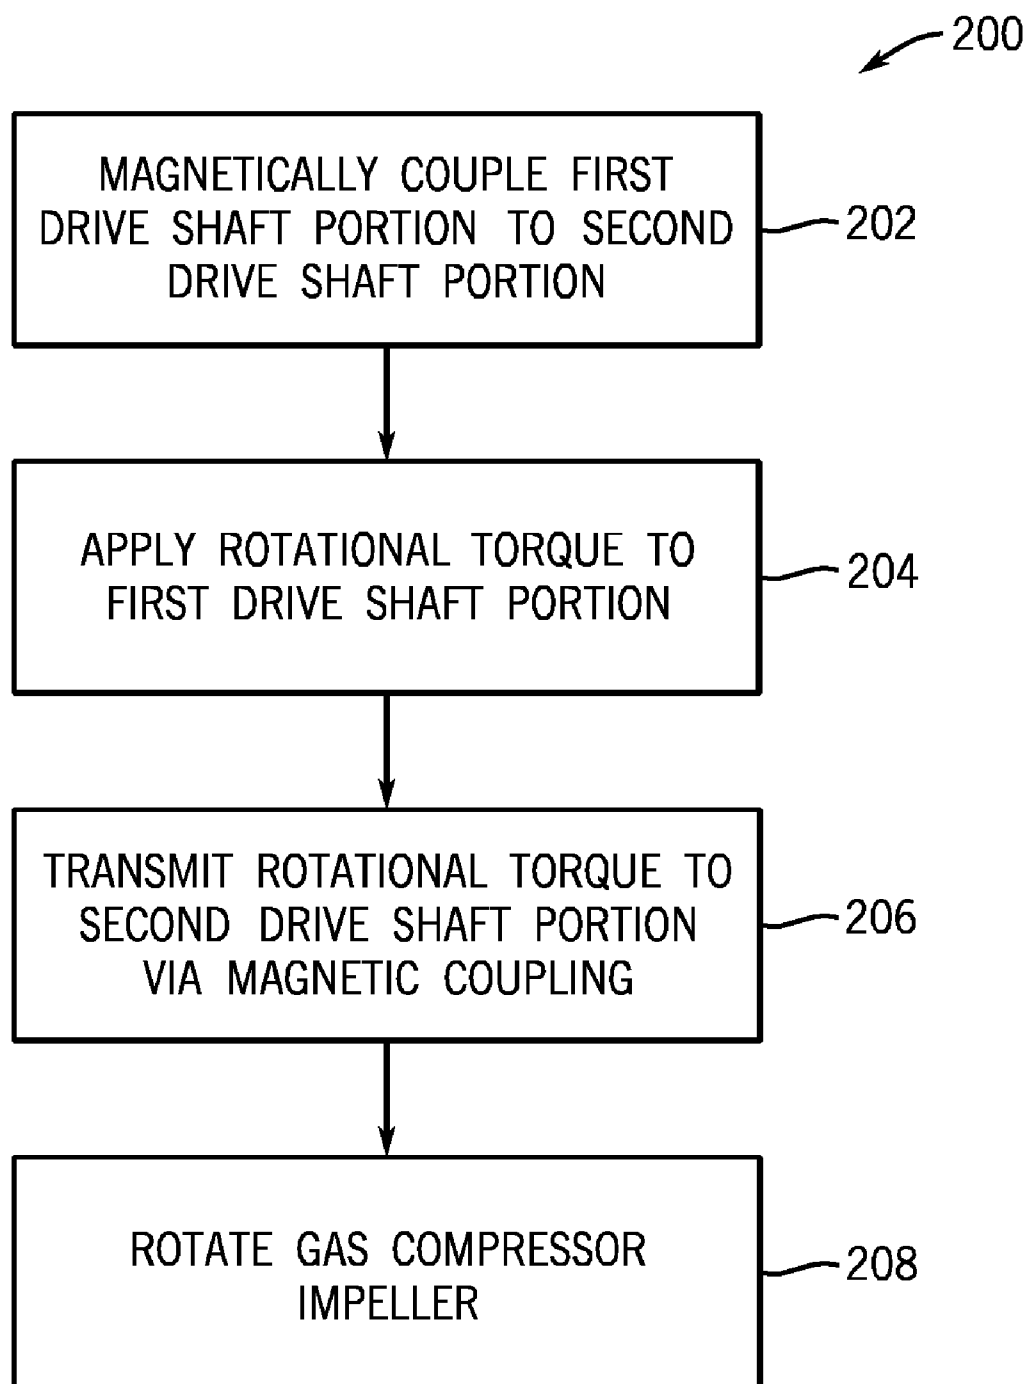 200
MAGNETICALLY COUPLE FIRST
DRIVE SHAFT PORTION TO SECOND
DRIVE SHAFT PORTION
202
APPLY ROTATIONAL TORQUE TO
FIRST DRIVE SHAFT PORTION
204
TRANSMIT ROTATIONAL TORQUE TO
SECOND DRIVE SHAFT PORTION
VIA MAGNETIC COUPLING
206
ROTATE GAS COMPRESSOR
IMPELLER
208